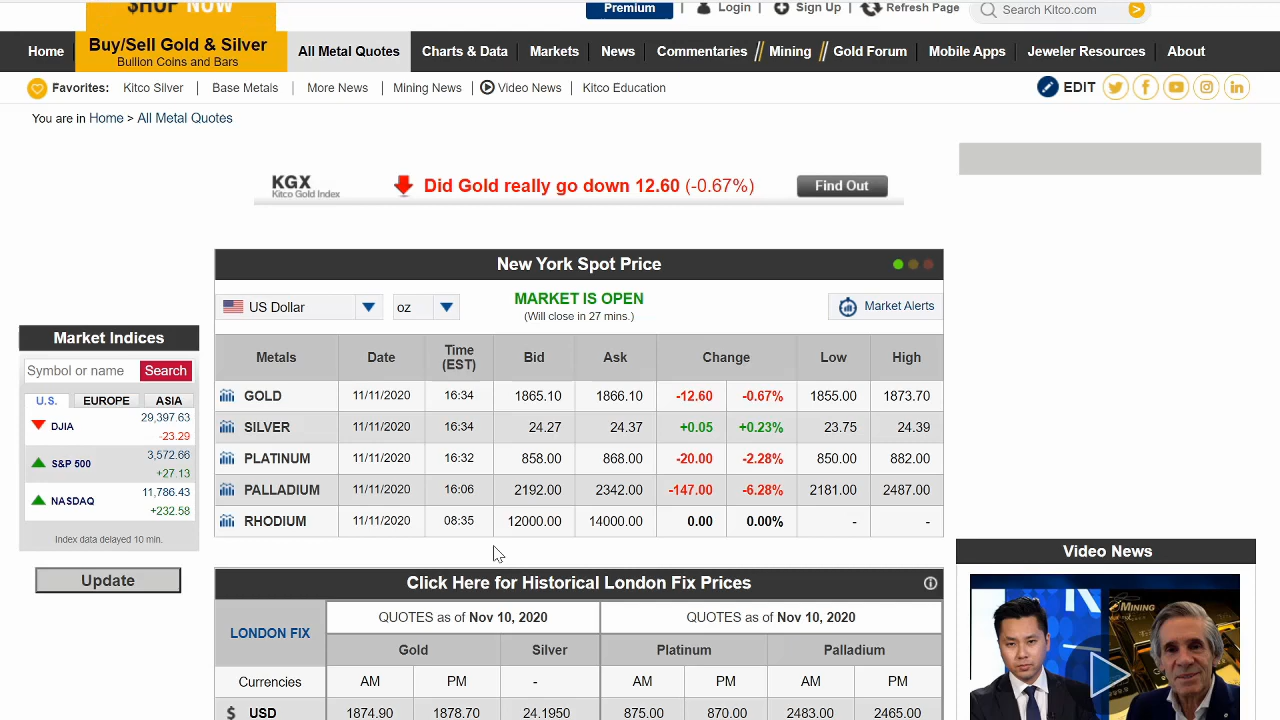 $HOP NOW
Premium | Login | Sign Up | Refresh Page Search Kitco.com
Home Buy/Sell Gold & Silver All Metal Quotes Charts & Data Markets News Commentaries // Mining // Gold Forum Mobile Apps Jeweler Resources About
Bullion Coins and Bars
Favorites: Kitco Silver | Base Metals | More News | Mining News | Video News | Kitco Education EDIT
You are in Home > All Metal Quotes
KGX
Kitco Gold Index
Did Gold really go down 12.60 (-0.67%) Find Out
New York Spot Price
US Dollar oz MARKET IS OPEN Market Alerts
(Will close in 27 mins.)
Metals Date Time (EST) Bid Ask Change Low High
GOLD 11/11/2020 16:34 1865.10 1866.10 -12.60 -0.67% 1855.00 1873.70
SILVER 11/11/2020 16:34 24.27 24.37 +0.05 +0.23% 23.75 24.39
PLATINUM 11/11/2020 16:32 858.00 868.00 -20.00 -2.28% 850.00 882.00
PALLADIUM 11/11/2020 16:06 2192.00 2342.00 -147.00 -6.28% 2181.00 2487.00
RHODIUM 11/11/2020 08:35 12000.00 14000.00 0.00 0.00% - -
Market Indices
Symbol or name Search
U.S. EUROPE ASIA
DJIA 29,397.63
-23.29
S&P 500 3,572.66
+27.13
NASDAQ 11,786.43
+232.58
Index data delayed 10 min.
Update
Click Here for Historical London Fix Prices
LONDON FIX QUOTES as of Nov 10, 2020 QUOTES as of Nov 10, 2020
Gold Silver Platinum Palladium
Currencies AM PM - AM PM AM PM
$ USD 1874.90 1878.70 24.1950 875.00 870.00 2483.00 2465.00
Video News
MINING